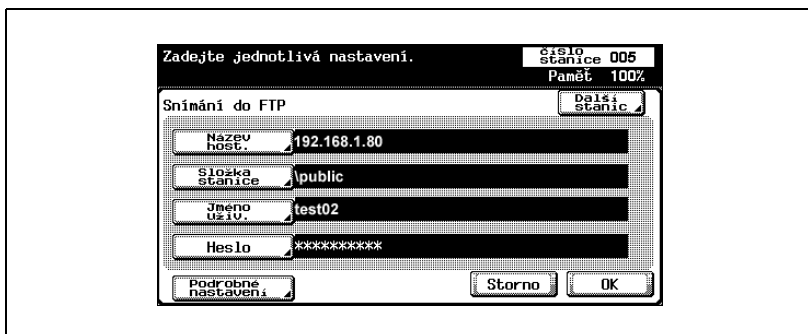 Zadejte jednotlivá nastavení.
číslo
stanice 005
Paměť 100%
Snímání do FTP
Další
stanic
Název
host.
192.168.1.80
Složka
stanice
\public
Jméno
uživ.
test02
Heslo
**********
Podrobné
nastavení
Storno
OK